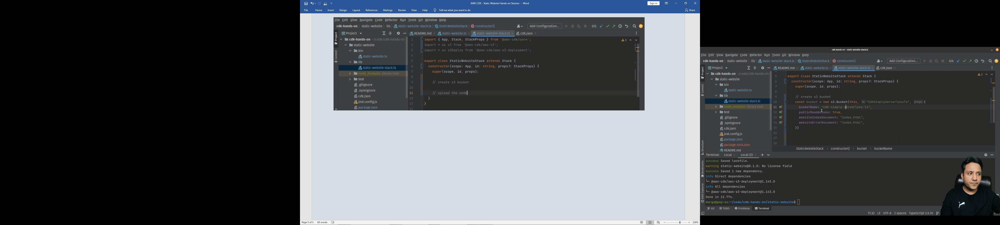 AWS CDK - Static Website Hands-on Session - Word
Sign in
File Home Insert Design Layout References Mailings Review View Help Tell me what you want to do
Share
File Edit View Navigate Code Refactor Run Tools Git Window Help
cdk-hands-on static-website lib static-website-stack.ts StaticWebsiteStack constructor() Add Configuration... Git:
Project README.md static-website.ts static-website-stack.ts cdk.json
Project
Commit
cdk-hands-on ~/code/cdk-hands-on
static-website
bin
static-website.ts
lib
static-website-stack.ts
node_modules library root
test
.gitignore
.npmignore
cdk.json
jest.config.js
package.json
2
1 import { App, Stack, StackProps } from '@aws-cdk/core';
2 import * as s3 from '@aws-cdk/aws-s3';
3 import * as s3Deploy from '@aws-cdk/aws-s3-deployment';
4
5 export class StaticWebsiteStack extends Stack {
6 constructor(scope: App, id: string, props?: StackProps) {
7 super(scope, id, props);
8
9 // create s3 bucket
10
11 // upload the code
12 }
13 }
14
Page 5 of 5 63 words
220%
cdk-hands-on – static-website-stack.ts
File Edit View Navigate Code Refactor Run Tools Git Window Help
cdk-hands-on static-website lib static-website-stack.ts StaticWebsiteStack constructor() Add Configuration... Git:
Project README.md static-website.ts static-website-stack.ts cdk.json
Project
Commit
Structure
Bookmarks
AWS Explorer
cdk-hands-on ~/code/cdk-hands-on
static-website
bin
static-website.ts
lib
static-website-stack.ts
node_modules library root
test
.gitignore
.npmignore
cdk.json
jest.config.js
package.json
package-lock.json
README.md
2
5 export class StaticWebsiteStack extends Stack {
6 constructor(scope: App, id: string, props?: StackProps) {
7 super(scope, id, props);
8
9 // create s3 bucket
10 const bucket = new s3.Bucket(this, id: "CDKSimplyServerlessTs", props: {
11 bucketName: "cdk-simply-serverless-ts",
12 publicReadAccess: true,
13 websiteIndexDocument: "index.html",
14 websiteErrorDocument: "index.html",
15 })
16
17
18
StaticWebsiteStack constructor() bucket bucketName
Terminal: Local Local (2)
success Saved lockfile.
warning static-website@0.1.0: No license field
success Saved 1 new dependency.
info Direct dependencies
└─ @aws-cdk/aws-s3-deployment@1.143.0
info All dependencies
└─ @aws-cdk/aws-s3-deployment@1.143.0
Done in 12.77s.
durga@pop-os:~/code/cdk-hands-on/static-website$
Git TODO Problems Terminal
11:32 LF UTF-8 2 spaces TypeScript 3.9.10